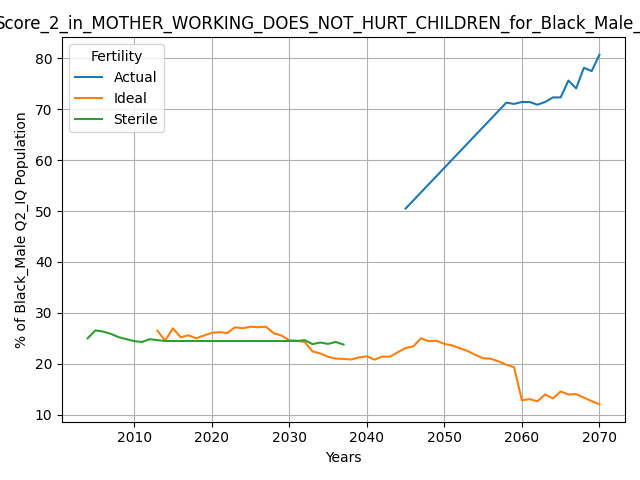 Score_2_in_MOTHER_WORKING_DOES_NOT_HURT_CHILDREN_for_Black_Male_
Fertility
Actual
Ideal
Sterile
% of Black_Male Q2_IQ Population
80
70
60
50
40
30
20
10
2010 2020 2030 2040 2050 2060 2070
Years